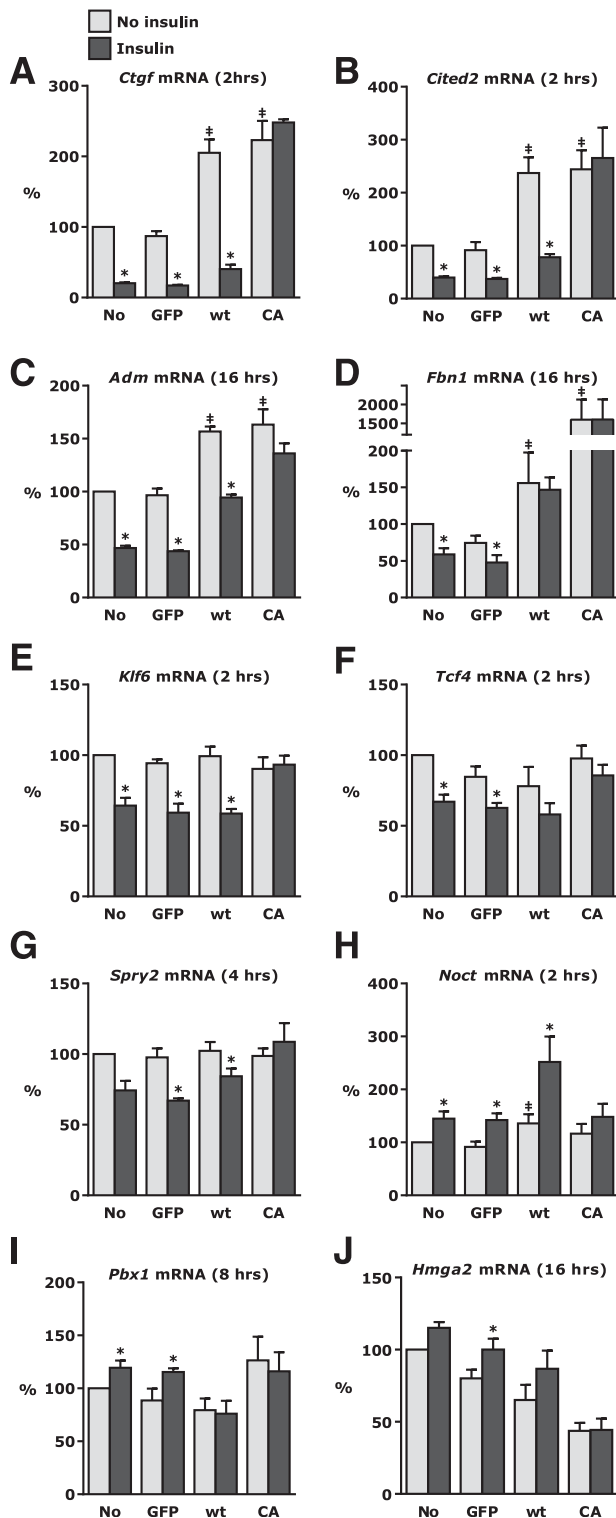 No insulin
Insulin
A
Ctgf mRNA (2hrs)
300
200
100
0
%
* ‡ * * ‡
No GFP wt CA
B
Cited2 mRNA (2 hrs)
400
300
200
100
0
%
* * ‡ * ‡
No GFP wt CA
C
Adm mRNA (16 hrs)
200
150
100
50
0
%
* * ‡ * ‡
No GFP wt CA
D
Fbn1 mRNA (16 hrs)
2000
1500
200
150
100
50
0
%
* * ‡ ‡
No GFP wt CA
E
Klf6 mRNA (2 hrs)
150
100
50
0
%
* * *
No GFP wt CA
F
Tcf4 mRNA (2 hrs)
150
100
50
0
%
* *
No GFP wt CA
G
Spry2 mRNA (4 hrs)
150
100
50
0
%
* *
No GFP wt CA
H
Noct mRNA (2 hrs)
400
300
200
100
0
%
* * ‡ *
No GFP wt CA
I
Pbx1 mRNA (8 hrs)
200
150
100
50
0
%
* *
No GFP wt CA
J
Hmga2 mRNA (16 hrs)
150
100
50
0
%
*
No GFP wt CA